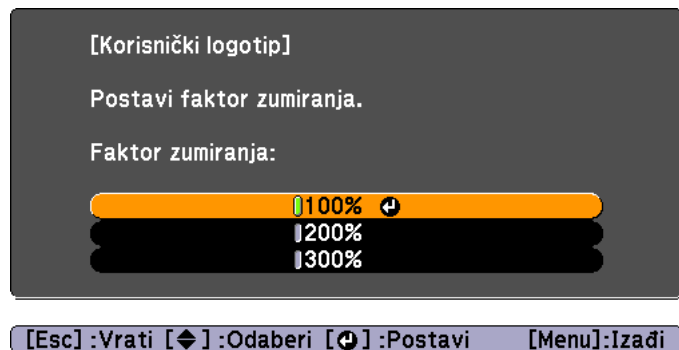 [Korisnički logotip]
Postavi faktor zumiranja.
Faktor zumiranja:
100%
200%
300%
[Esc] :Vrati [◆] :Odaberi [⏎] :Postavi [Menu]:Izađi